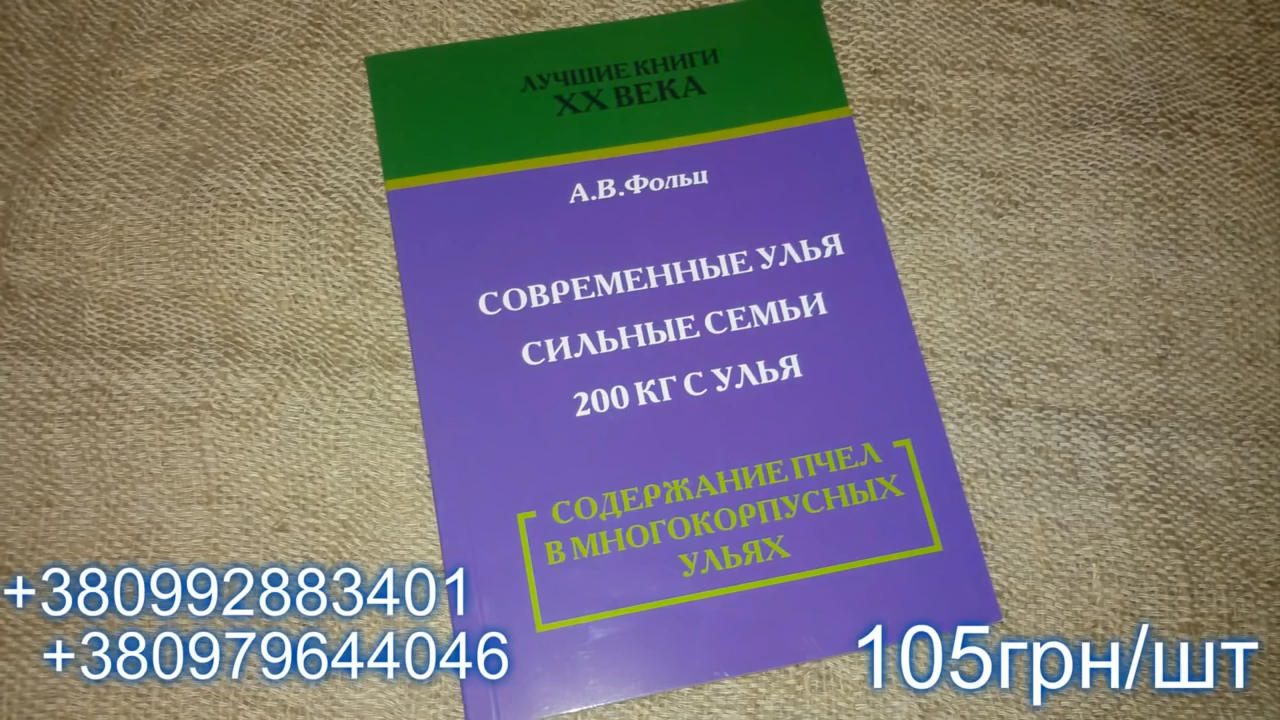 ЛУЧШИЕ КНИГИ
XX ВЕКА
А.В.Фольц
СОВРЕМЕННЫЕ УЛЬЯ
СИЛЬНЫЕ СЕМЬИ
200 КГ С УЛЬЯ
СОДЕРЖАНИЕ ПЧЕЛ
В МНОГОКОРПУСНЫХ
УЛЬЯХ
+380992883401
+380979644046
105грн/шт